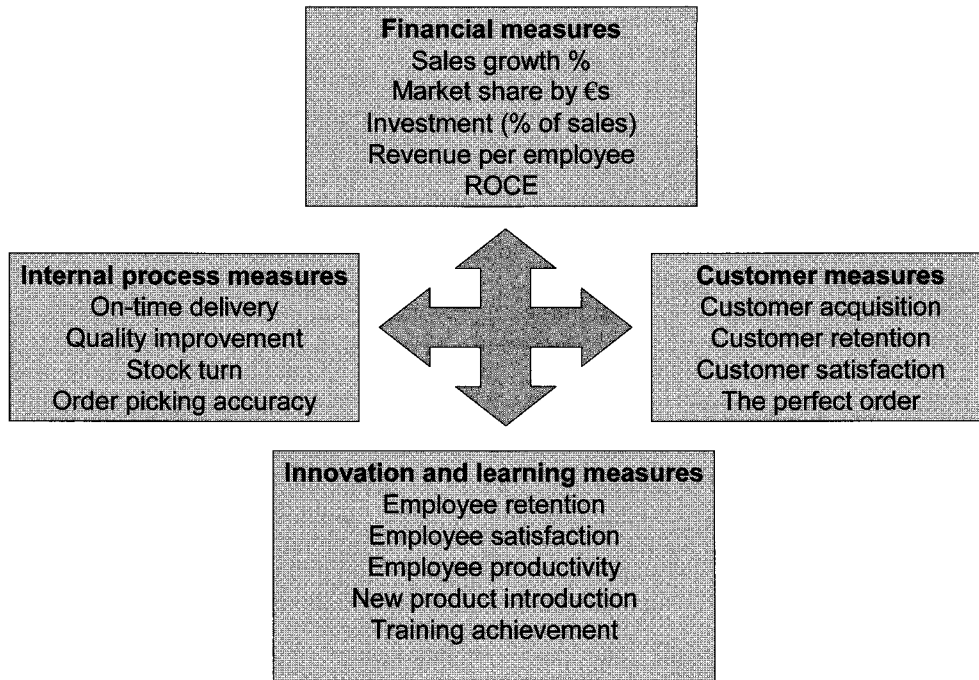 Financial measures
Sales growth %
Market share by €s
Investment (% of sales)
Revenue per employee
ROCE
Internal process measures
On-time delivery
Quality improvement
Stock turn
Order picking accuracy
Customer measures
Customer acquisition
Customer retention
Customer satisfaction
The perfect order
Innovation and learning measures
Employee retention
Employee satisfaction
Employee productivity
New product introduction
Training achievement